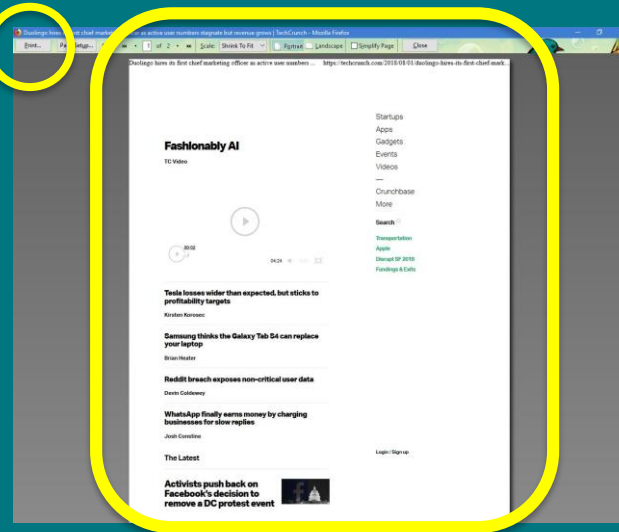 Duolingo hires its first chief marketing officer as active user numbers stagnate but revenue grows | TechCrunch - Mozilla Firefox
Print... of 2 Scale: Shrink To Fit Portrait Landscape Simplify Page Close
Duolingo hires its first chief marketing officer as active user numbers ... https://techcrunch.com/2018/08/01/duolingo-hires-its-first-chief-mark...
Startups
Apps
Gadgets
Events
Videos
—
Crunchbase
More
Search
Transportation
Apple
Disrupt SF 2018
Fundings & Exits
Fashionably AI
TC Video
00:02
04:24
Tesla losses wider than expected, but sticks to
profitability targets
Kirsten Korosec
Samsung thinks the Galaxy Tab S4 can replace
your laptop
Brian Heater
Reddit breach exposes non-critical user data
Devin Coldewey
WhatsApp finally earns money by charging
businesses for slow replies
Josh Constine
The Latest
Activists push back on
Facebook's decision to
remove a DC protest event
Login / Sign up